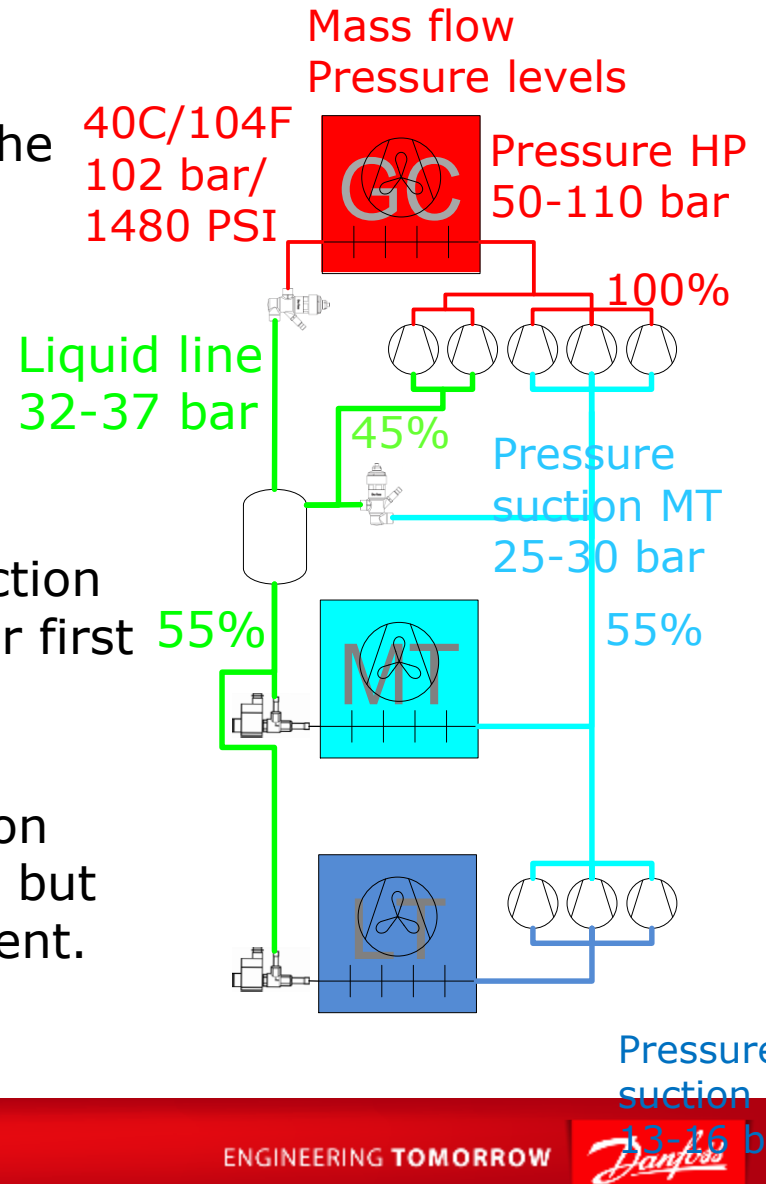 Mass flow
Pressure levels
he
40C/104F
102 bar/
1480 PSI
GC
Pressure HP
50-110 bar
100%
Liquid line
32-37 bar
45%
Pressure
suction MT
25-30 bar
ction
r first
55%
55%
MT
on
but
ent.
LT
Pressure
suction
13-16 b
ENGINEERING TOMORROW
Danfoss